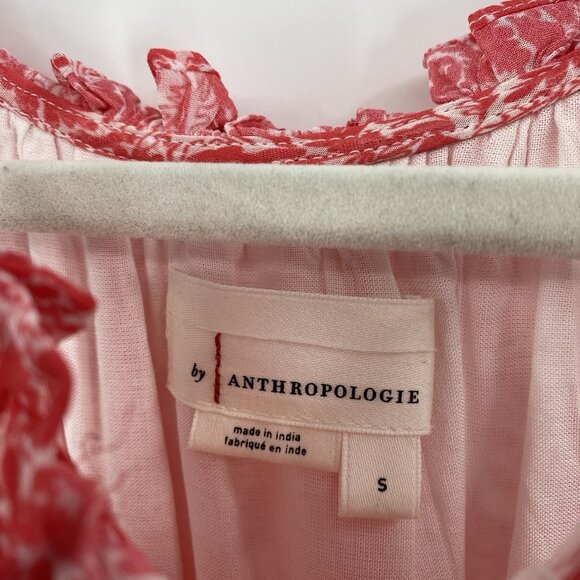 by ANTHROPOLOGIE
made in india
fabriqué en inde
S